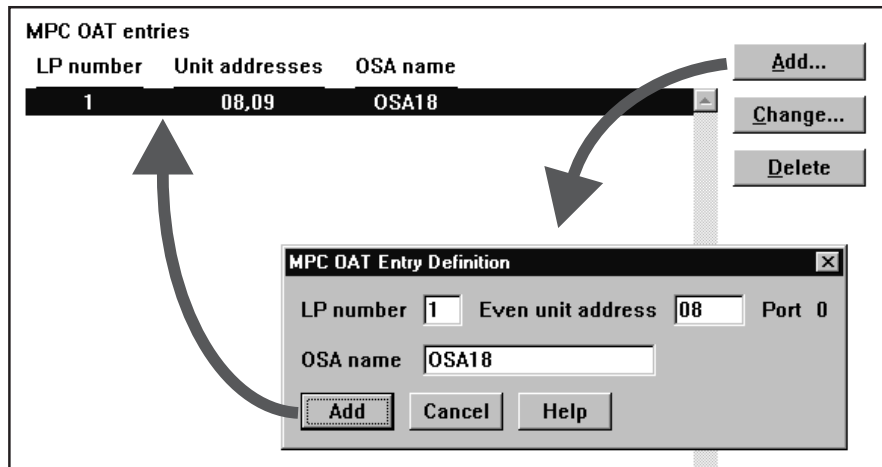 MPC OAT entries
LP number Unit addresses OSA name
1 08,09 OSA18
Add...
Change...
Delete
MPC OAT Entry Definition
LP number 1 Even unit address 08 Port 0
OSA name OSA18
Add Cancel Help